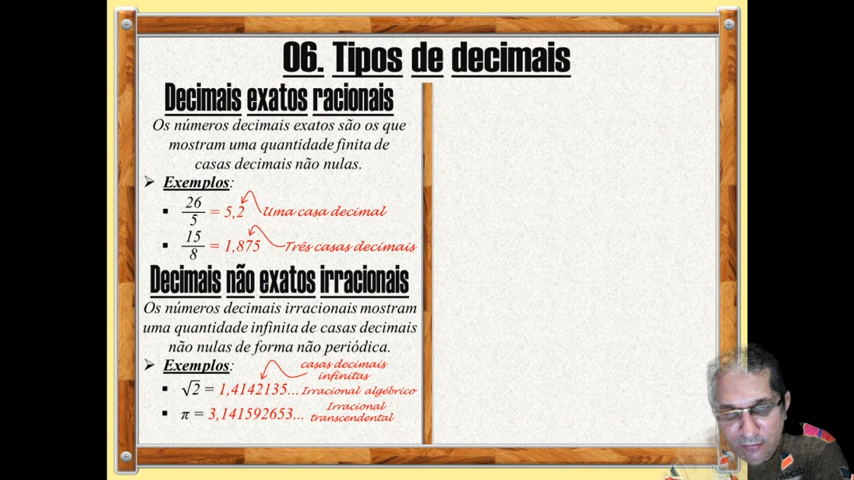 06. Tipos de decimais
Decimais exatos racionais
Os números decimais exatos são os que
mostram uma quantidade finita de
casas decimais não nulas.
➢ Exemplos:
▪ 26/5 = 5,2 Uma casa decimal
▪ 15/8 = 1,875 Três casas decimais
Decimais não exatos irracionais
Os números decimais irracionais mostram
uma quantidade infinita de casas decimais
não nulas de forma não periódica.
➢ Exemplos:
casas decimais
infinitas
▪ √2 = 1,4142135... Irracional algébrico
▪ π = 3,141592653... Irracional
transcendental